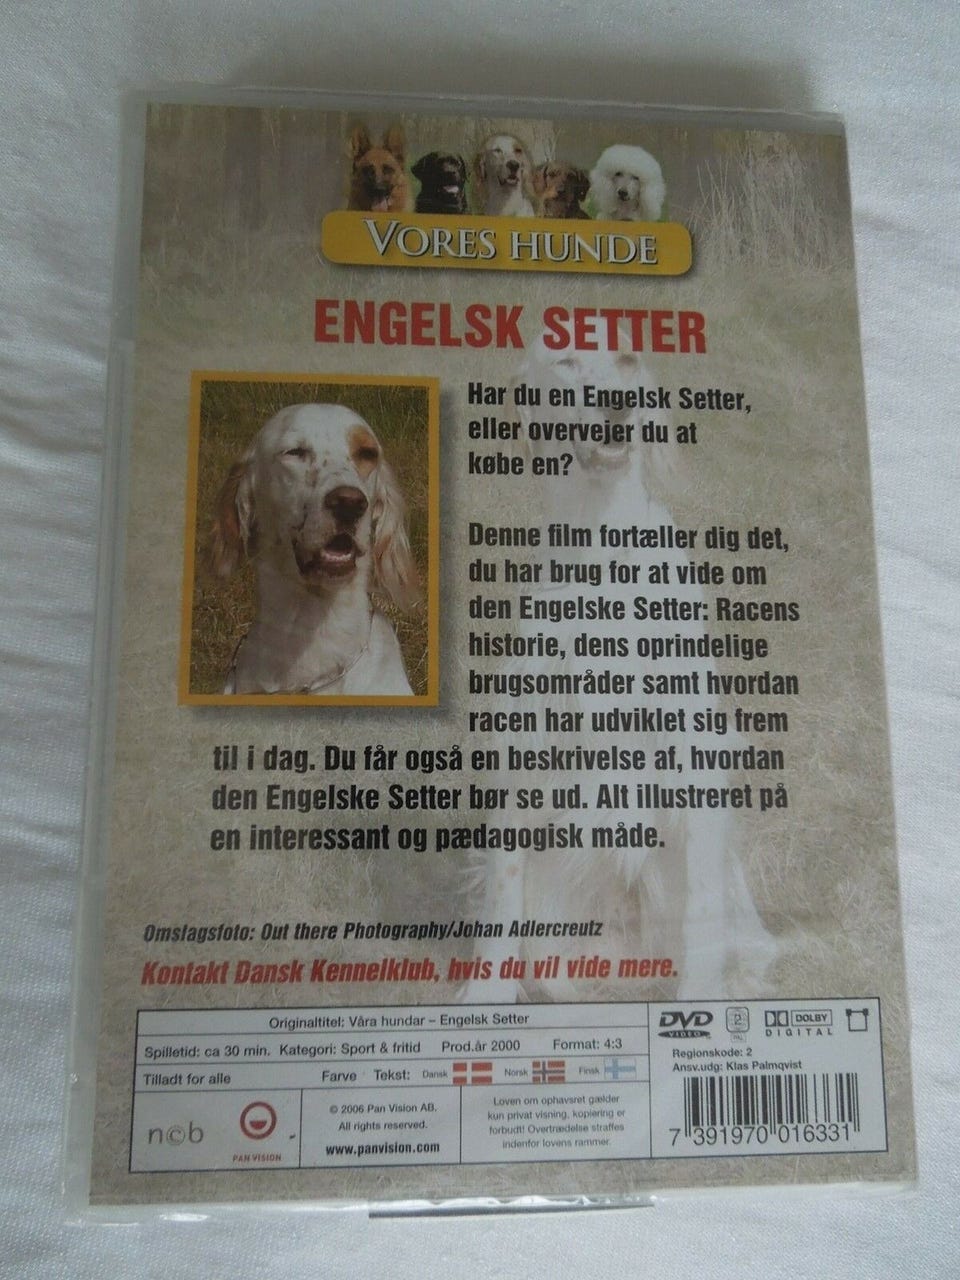 VORES HUNDE
ENGELSK SETTER
Har du en Engelsk Setter,
eller overvejer du at
købe en?
Denne film fortæller dig det,
du har brug for at vide om
den Engelske Setter: Racens
historie, dens oprindelige
brugsområder samt hvordan
racen har udviklet sig frem
til i dag. Du får også en beskrivelse af, hvordan
den Engelske Setter bør se ud. Alt illustreret på
en interessant og pædagogisk måde.
Omslagsfoto: Out there Photography/Johan Adlercreutz
Kontakt Dansk Kennelklub, hvis du vil vide mere.
Originaltitel: Våra hundar – Engelsk Setter
Spilletid: ca 30 min. Kategori: Sport & fritid Prod.år 2000 Format: 4:3
Tilladt for alle Farve Tekst: Dansk Norsk Finsk
ncb
PAN VISION
© 2006 Pan Vision AB.
All rights reserved.
www.panvision.com
Loven om ophavsret gælder
kun privat visning, kopiering er
forbudt! Overtrædelse straffes
indenfor lovens rammer.
DVD VIDEO 2 PAL DOLBY DIGITAL
Regionskode: 2
Ansv.udg: Klas Palmqvist
7 391970 016331